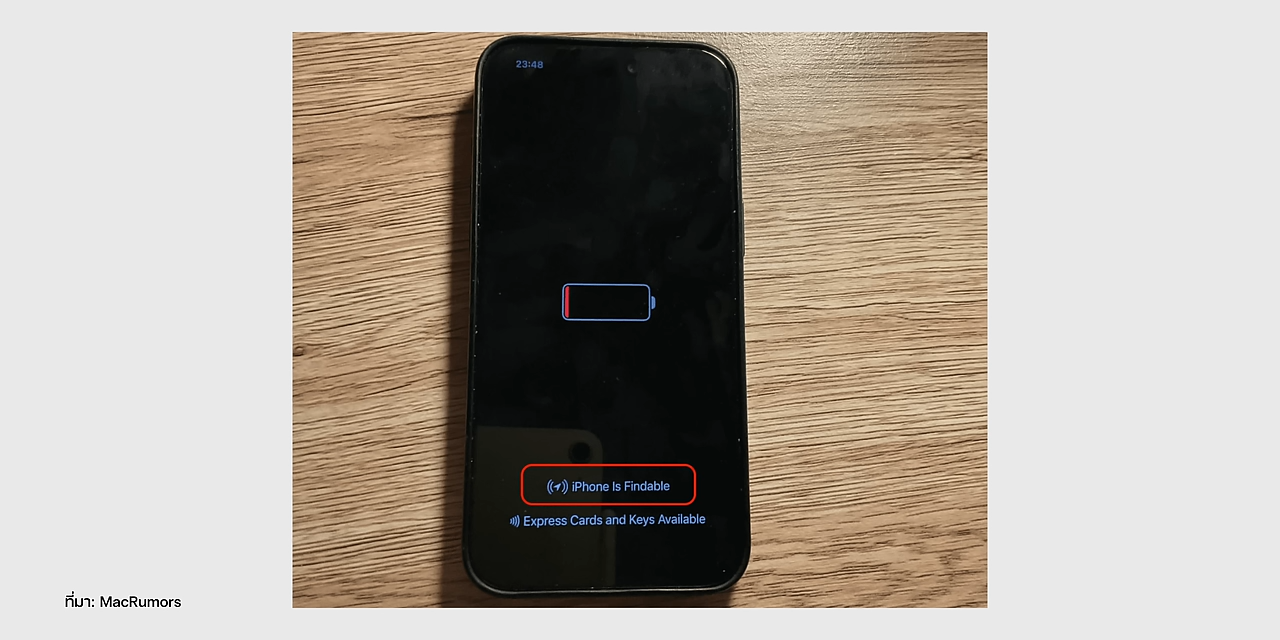 23:48
iPhone Is Findable
Express Cards and Keys Available
ที่มา: MacRumors